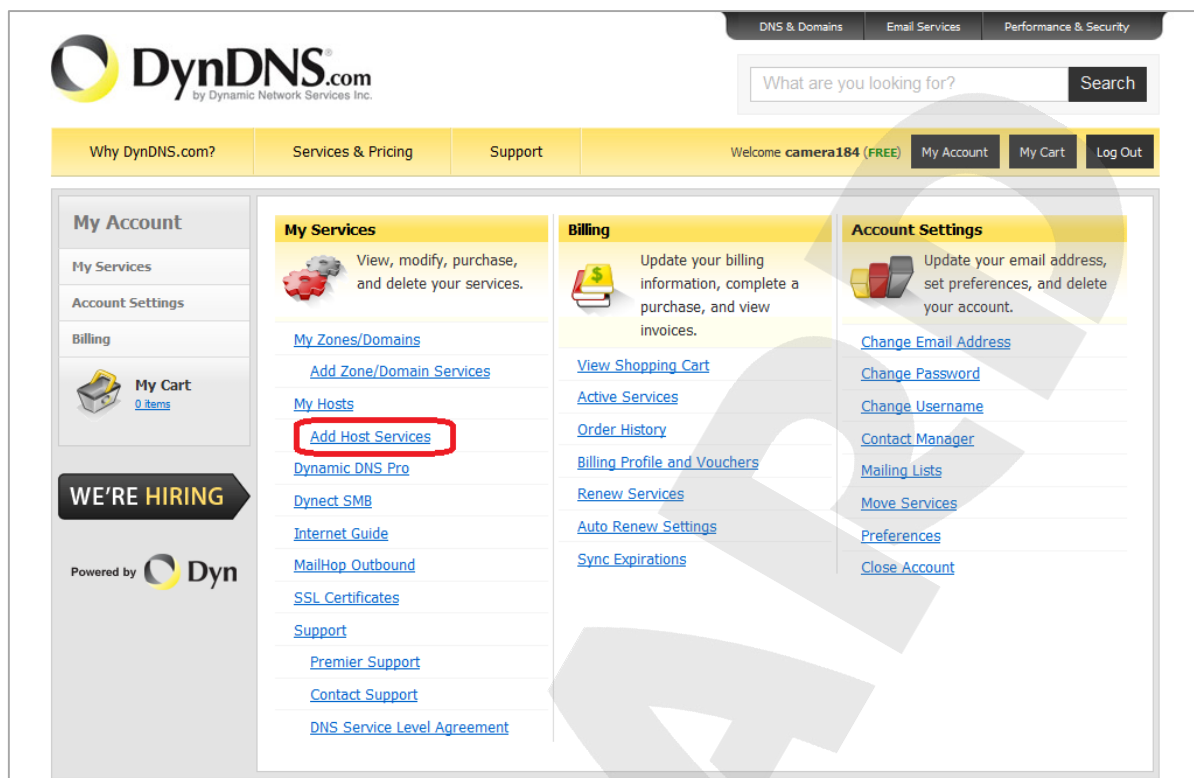 DNS & Domains
Email Services
Performance & Security
DynDNS.com
by Dynamic Network Services Inc.
What are you looking for?
Search
Why DynDNS.com?
Services & Pricing
Support
Welcome camera184 (FREE)
My Account
My Cart
Log Out
My Account
My Services
Account Settings
Billing
My Cart
0 items
WE'RE HIRING
Powered by Dyn
My Services
View, modify, purchase,
and delete your services.
My Zones/Domains
Add Zone/Domain Services
My Hosts
Add Host Services
Dynamic DNS Pro
Dynect SMB
Internet Guide
MailHop Outbound
SSL Certificates
Support
Premier Support
Contact Support
DNS Service Level Agreement
Billing
Update your billing
information, complete a
purchase, and view
invoices.
View Shopping Cart
Active Services
Order History
Billing Profile and Vouchers
Renew Services
Auto Renew Settings
Sync Expirations
Account Settings
Update your email address,
set preferences, and delete
your account.
Change Email Address
Change Password
Change Username
Contact Manager
Mailing Lists
Move Services
Preferences
Close Account